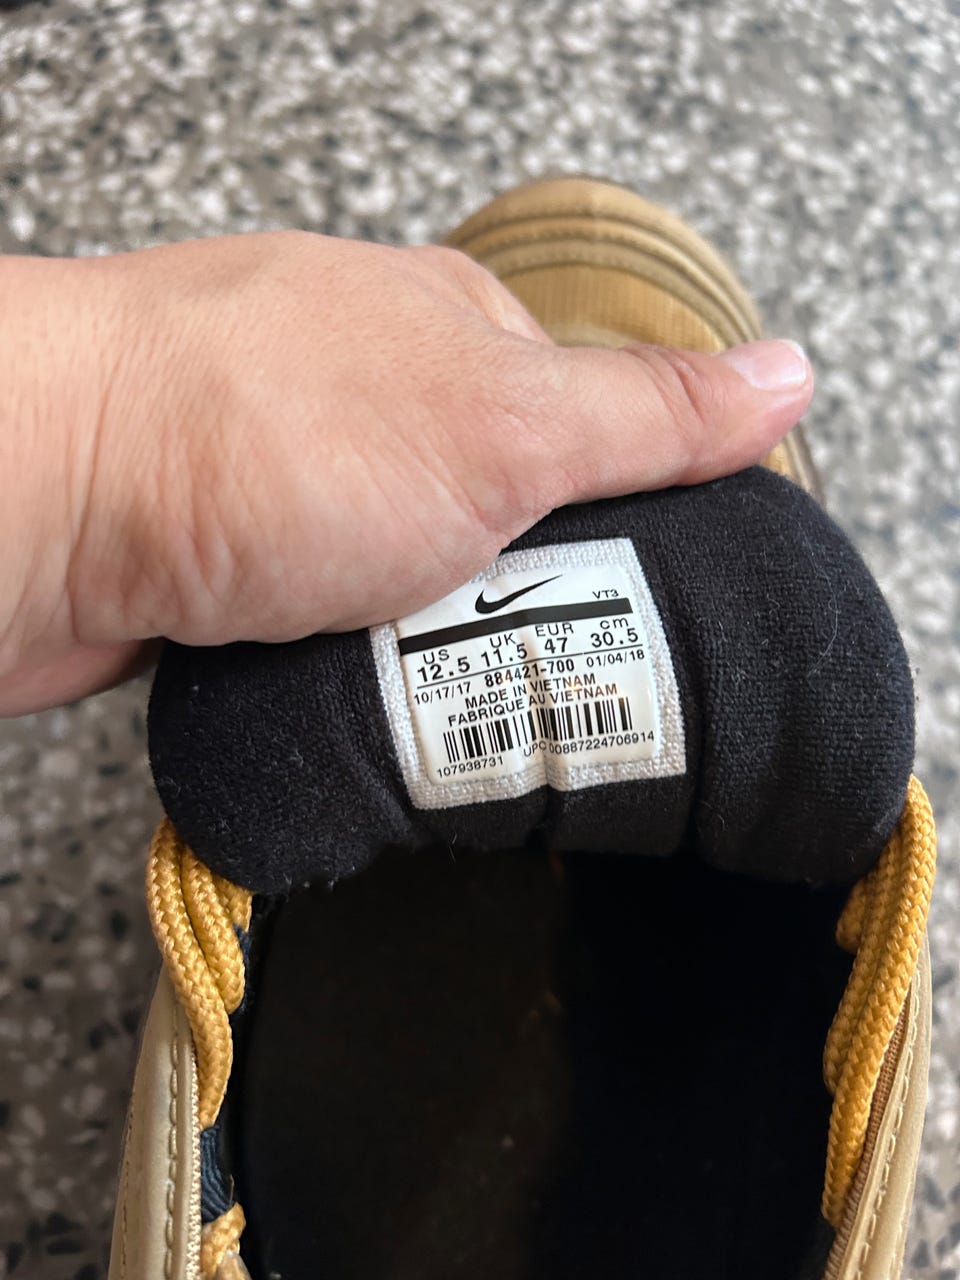 VT3
US UK EUR cm
12.5 11.5 47 30.5
10/17/17 884421-700 01/04/18
MADE IN VIETNAM
FABRIQUE AU VIETNAM
107938731 UPC 00887224706914